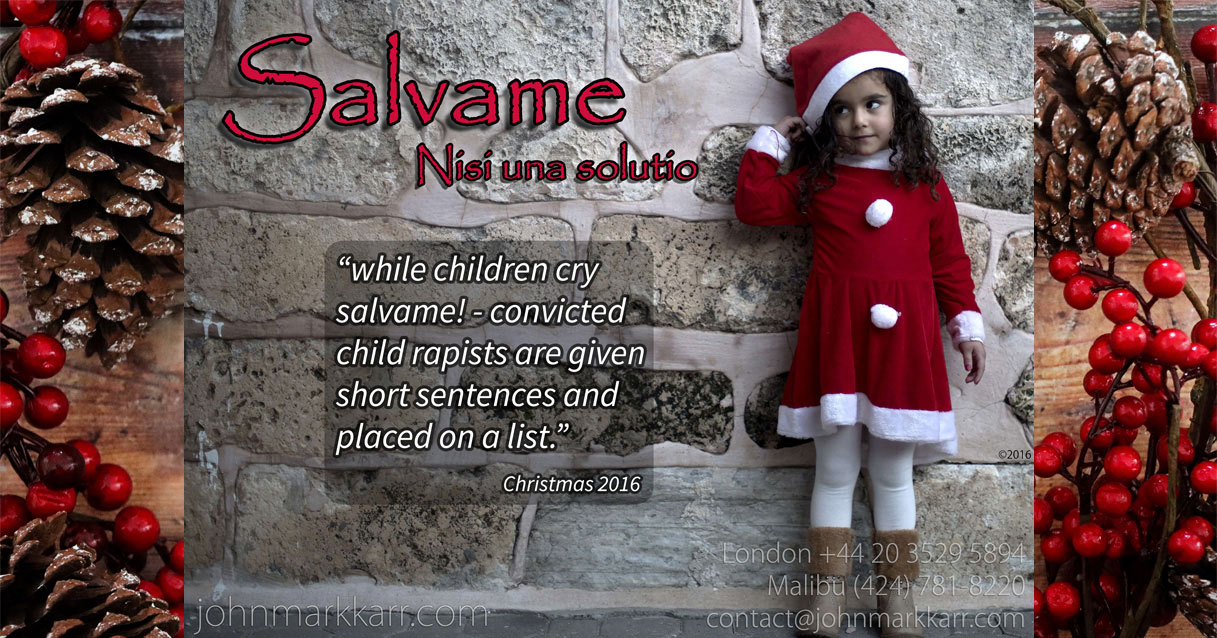 Salvame
Nisi una solutio
“while children cry
salvame! - convicted
child rapists are given
short sentences and
placed on a list.”
Christmas 2016
©2016
London +44 20 3529 5894
Malibu (424) 781-8220
johnmarkkarr.com
contact@johnmarkkarr.com